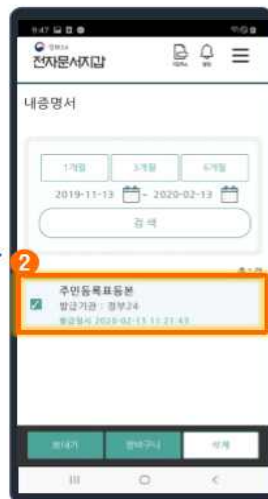 9:47
정부24
전자문서지갑
내증명서
1개월 3개월 6개월
2019-11-13 ~ 2020-02-13
검색
2
주민등록표등본
발급기관 : 정부24
발급일시 2020-02-13 11:21:43
보내기 장바구니 삭제